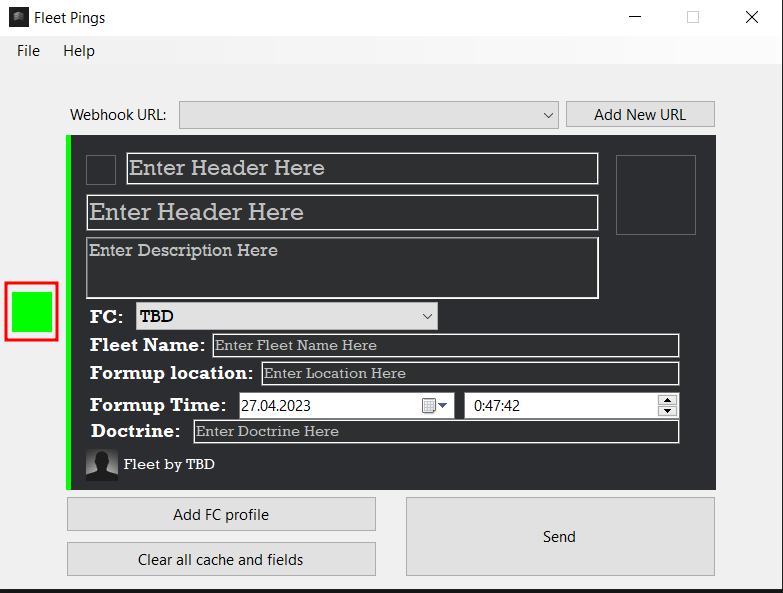 Fleet Pings
File Help
Webhook URL: Add New URL
Enter Header Here
Enter Header Here
Enter Description Here
FC: TBD
Fleet Name: Enter Fleet Name Here
Formup location: Enter Location Here
Formup Time: 27.04.2023 0:47:42
Doctrine: Enter Doctrine Here
Fleet by TBD
Add FC profile
Send
Clear all cache and fields